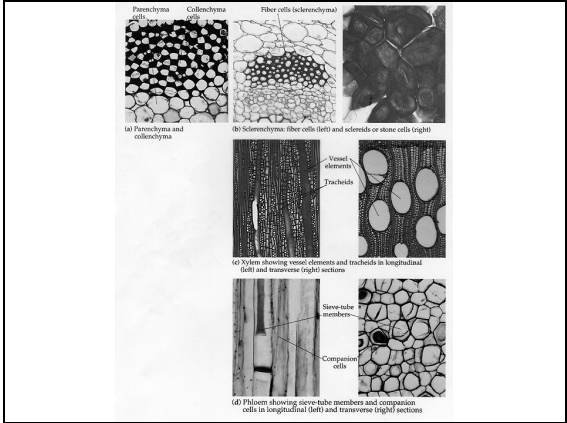 Parenchyma cells
Collenchyma cells
Fiber cells (sclerenchyma)
(a) Parenchyma and
collenchyma
(b) Sclerenchyma: fiber cells (left) and sclereids or stone cells (right)
Vessel
elements
Tracheids
(c) Xylem showing vessel elements and tracheids in longitudinal
(left) and transverse (right) sections
Sieve-tube
members
Companion
cells
(d) Phloem showing sieve-tube members and companion
cells in longitudinal (left) and transverse (right) sections